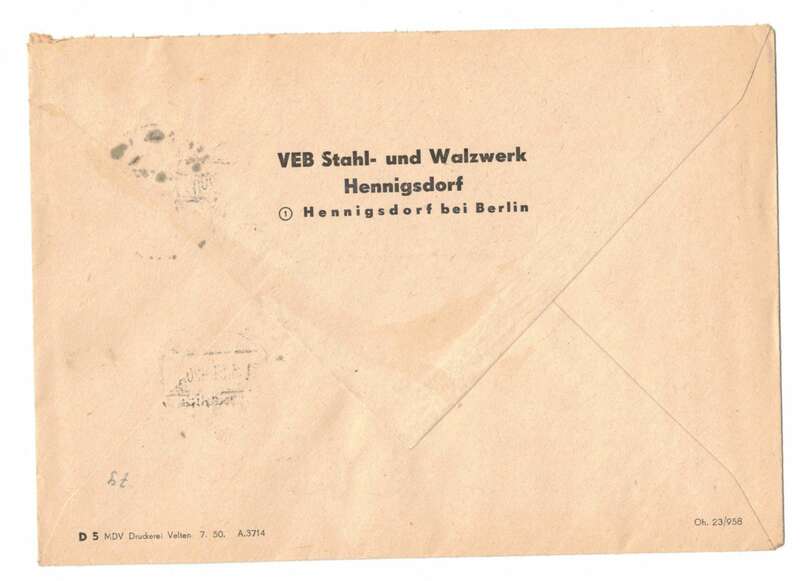 VEB Stahl- und Walzwerk
Hennigsdorf
① Hennigsdorf bei Berlin
D 5 MDV Druckerei Velten 7. 50. A.3714
Oh. 23/958